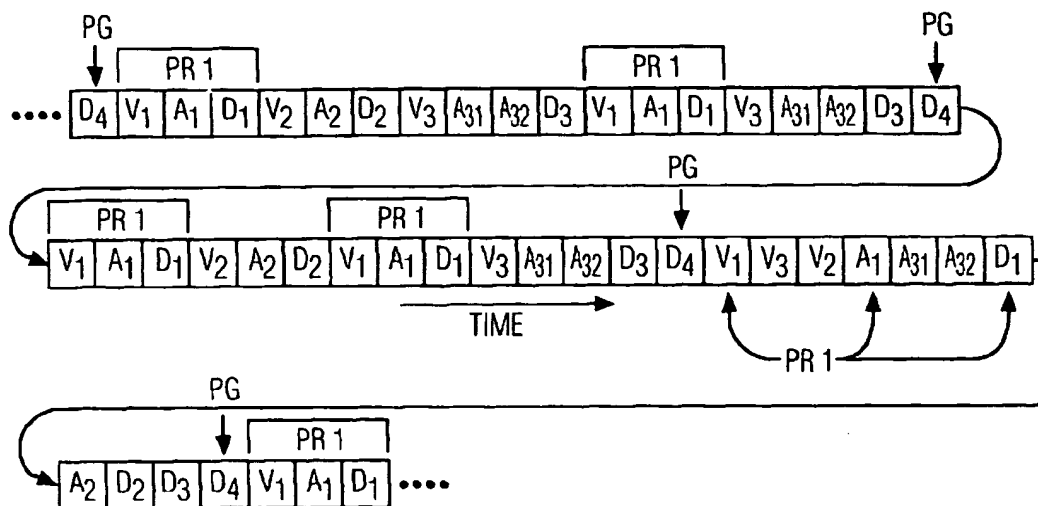 PG PG
PR 1 PR 1
D4 V1 A1 D1 V2 A2 D2 V3 A31 A32 D3 V1 A1 D1 V3 A31 A32 D3 D4
PG
PR 1 PR 1
V1 A1 D1 V2 A2 D2 V1 A1 D1 V3 A31 A32 D3 D4 V1 V3 V2 A1 A31 A32 D1
TIME
PR 1
PG
PR 1
A2 D2 D3 D4 V1 A1 D1